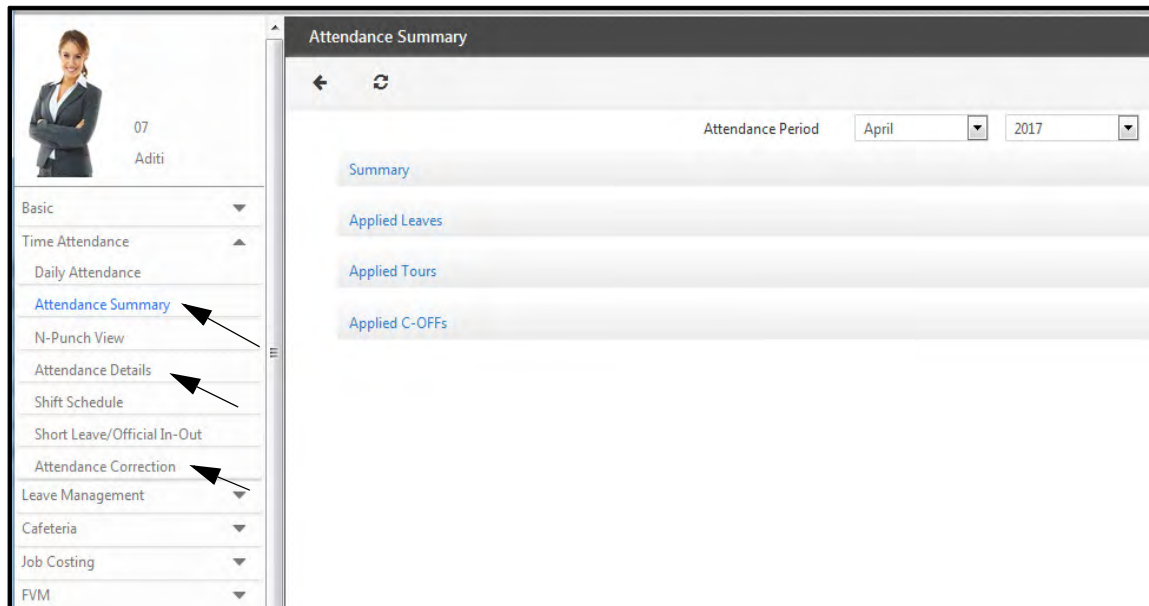 07
Aditi
Basic
Time Attendance
Daily Attendance
Attendance Summary
N-Punch View
Attendance Details
Shift Schedule
Short Leave/Official In-Out
Attendance Correction
Leave Management
Cafeteria
Job Costing
FVM
Attendance Summary
Attendance Period April 2017
Summary
Applied Leaves
Applied Tours
Applied C-OFFs